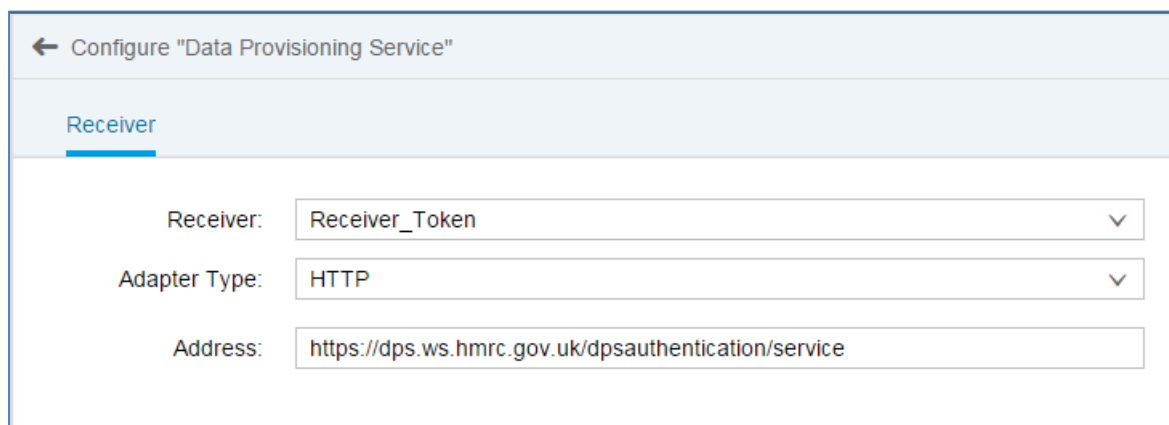 Configure "Data Provisioning Service"
Receiver
Receiver: Receiver_Token
Adapter Type: HTTP
Address: https://dps.ws.hmrc.gov.uk/dpsauthentication/service